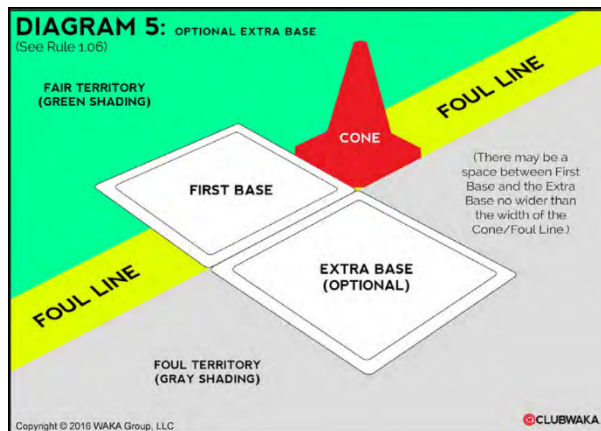 DIAGRAM 5: OPTIONAL EXTRA BASE
(See Rule 1.06)
FAIR TERRITORY
(GREEN SHADING)
FOUL LINE
CONE
(There may be a
space between First
Base and the Extra
Base no wider than
the width of the
Cone/Foul Line.)
FIRST BASE
EXTRA BASE
(OPTIONAL)
FOUL LINE
FOUL TERRITORY
(GRAY SHADING)
Copyright © 2016 WAKA Group, LLC
CLUBWAKA